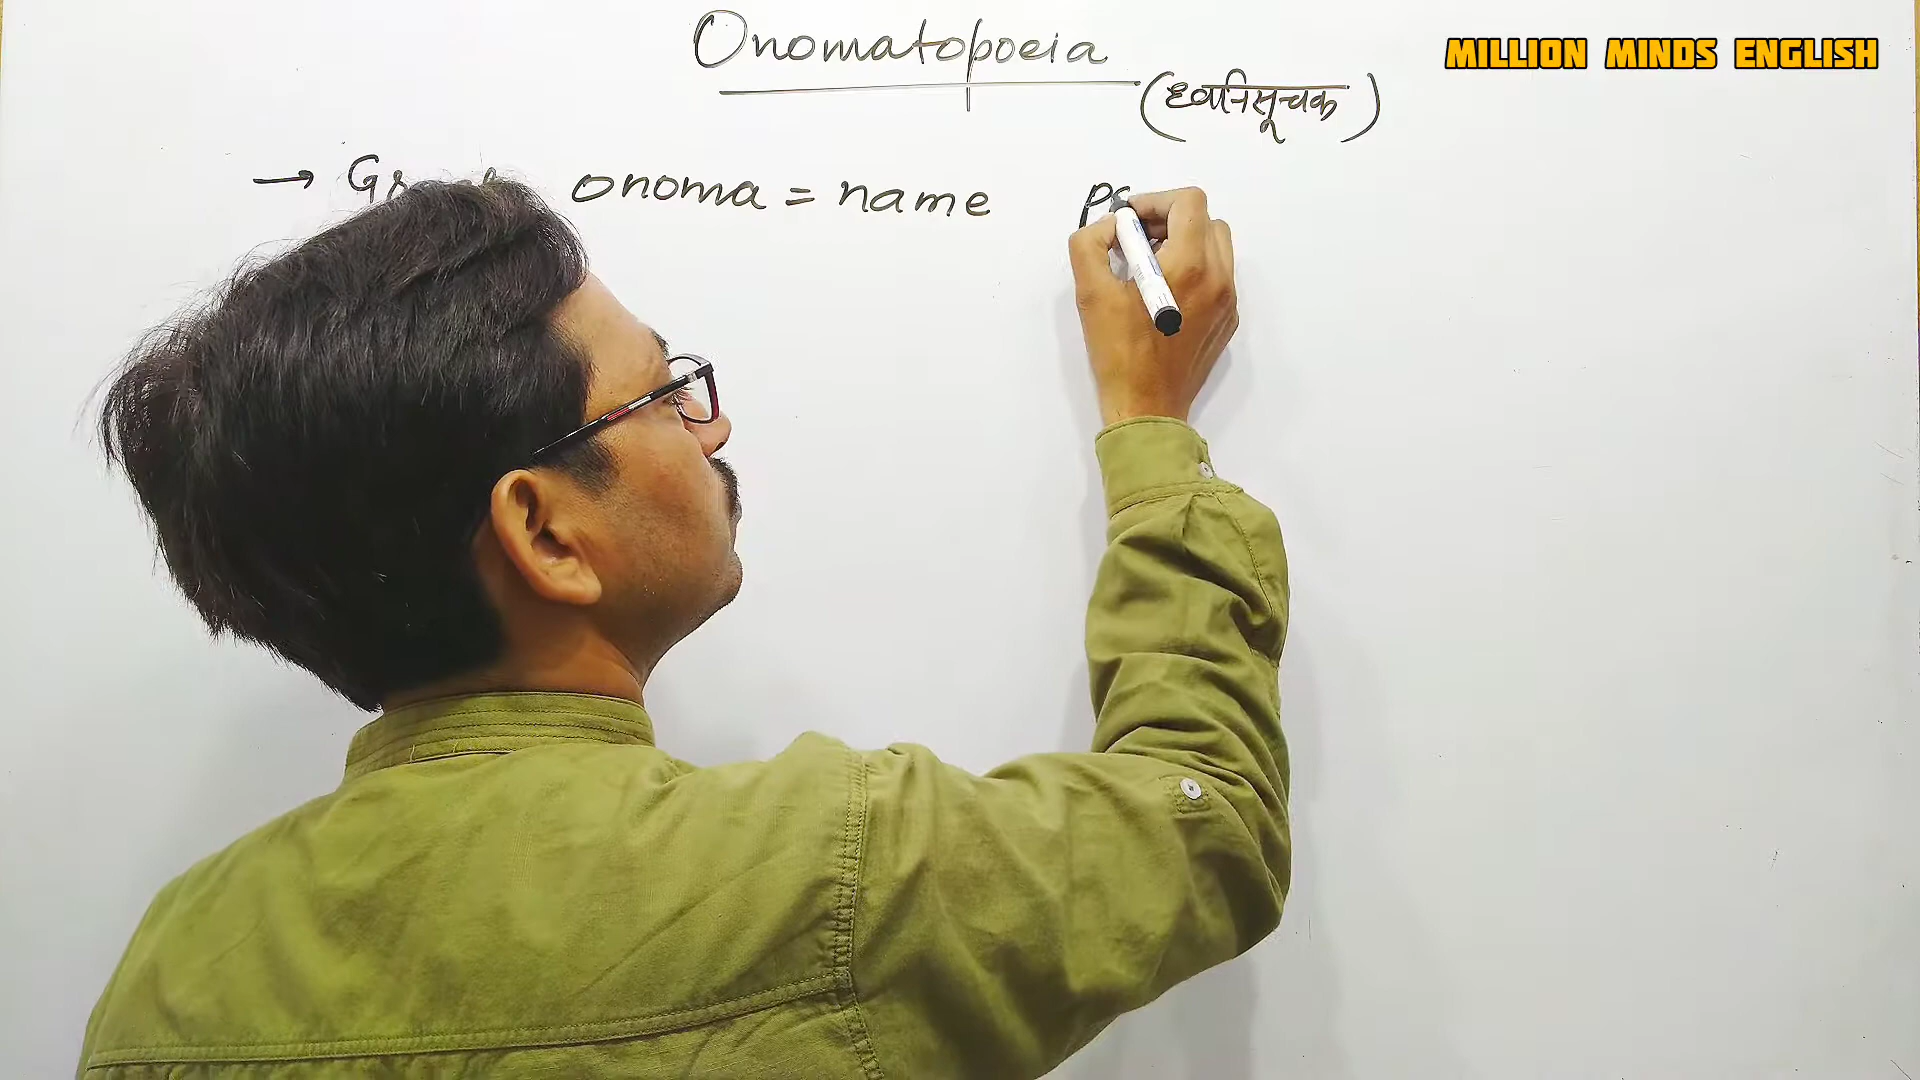 Onomatopoeia
MILLION MINDS ENGLISH
(ध्वनिसूचक)
→ onoma = name